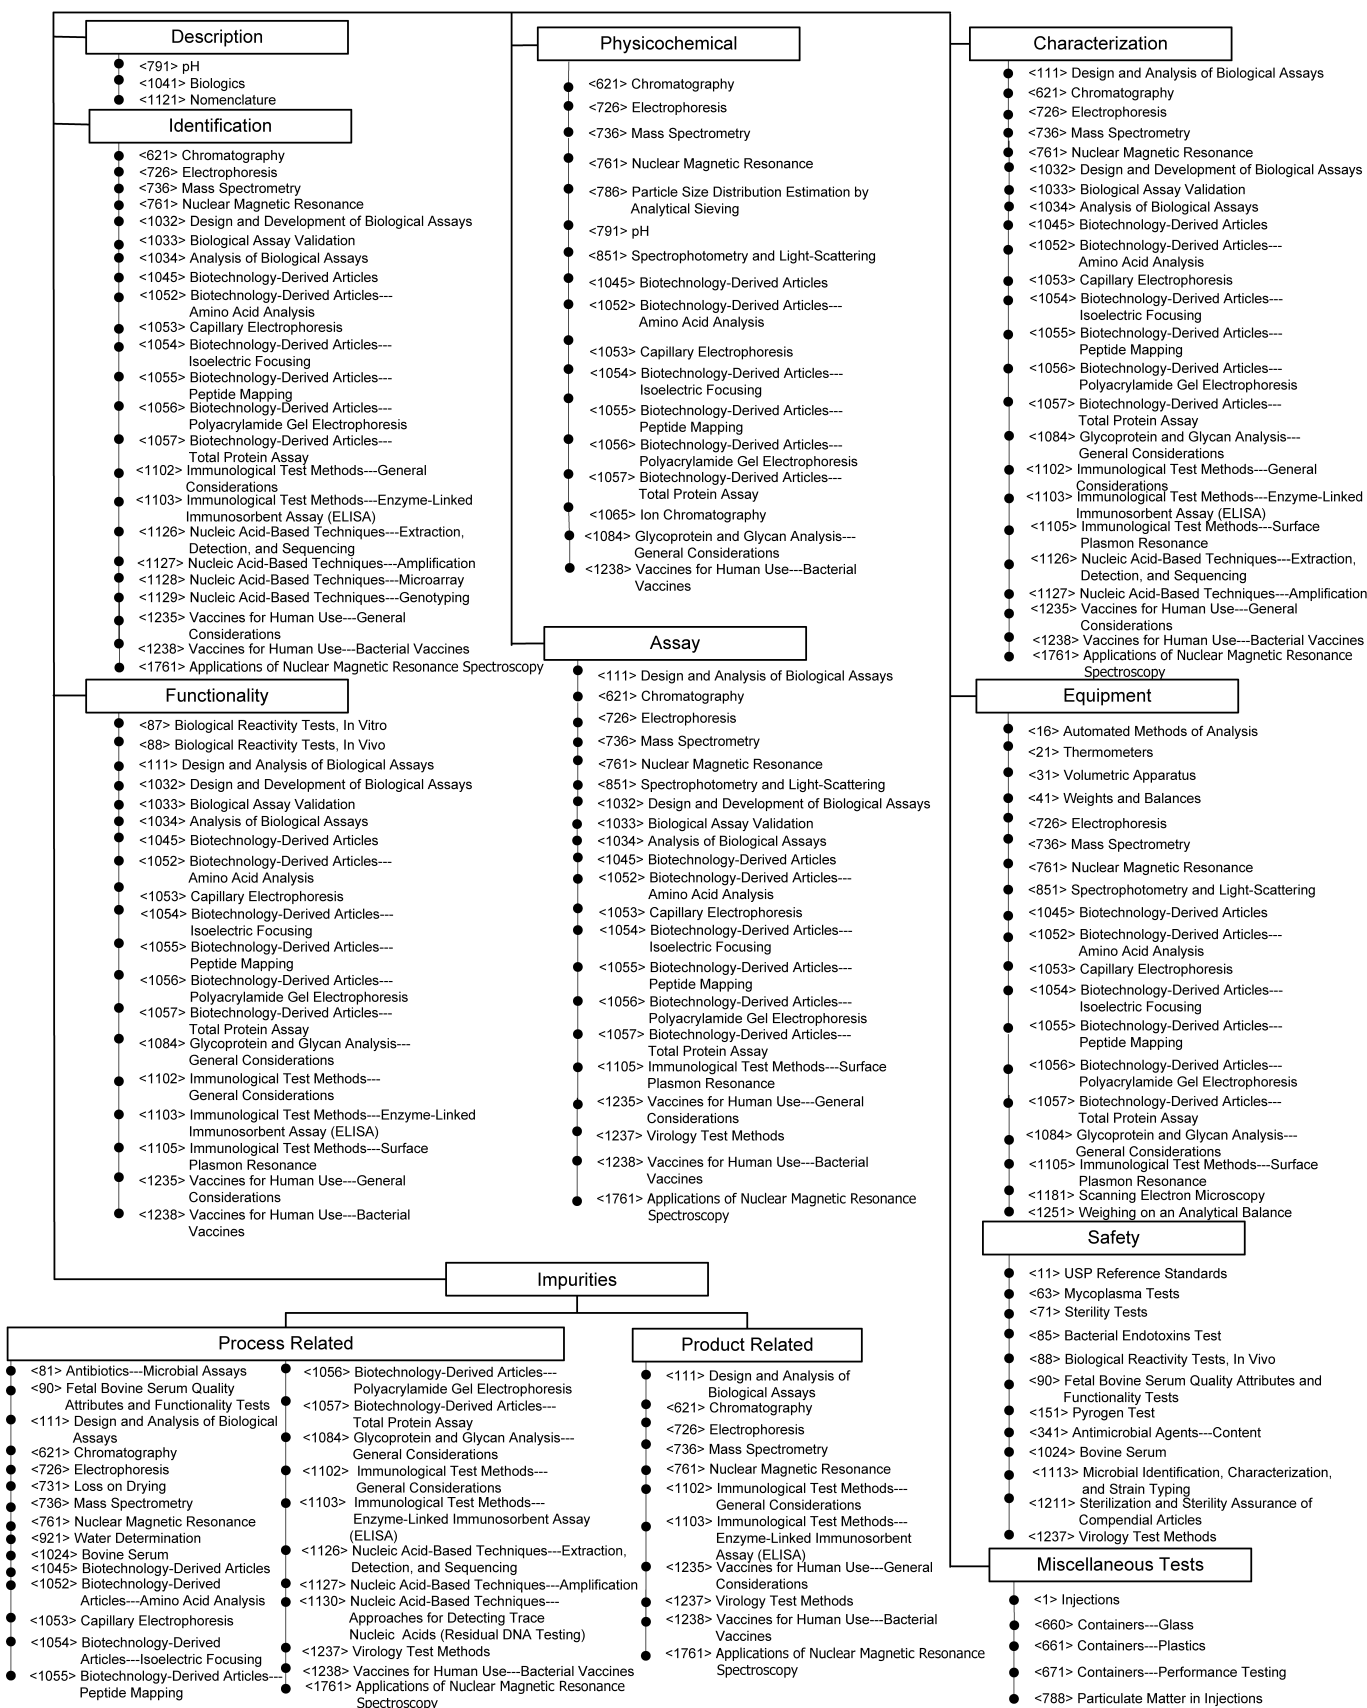 Description
<791> pH
<1041> Biologics
<1121> Nomenclature
Identification
<621> Chromatography
<726> Electrophoresis
<736> Mass Spectrometry
<761> Nuclear Magnetic Resonance
<1032> Design and Development of Biological Assays
<1033> Biological Assay Validation
<1034> Analysis of Biological Assays
<1045> Biotechnology-Derived Articles
<1052> Biotechnology-Derived Articles---
Amino Acid Analysis
<1053> Capillary Electrophoresis
<1054> Biotechnology-Derived Articles---
Isoelectric Focusing
<1055> Biotechnology-Derived Articles---
Peptide Mapping
<1056> Biotechnology-Derived Articles---
Polyacrylamide Gel Electrophoresis
<1057> Biotechnology-Derived Articles---
Total Protein Assay
<1102> Immunological Test Methods---General
Considerations
<1103> Immunological Test Methods---Enzyme-Linked
Immunosorbent Assay (ELISA)
<1126> Nucleic Acid-Based Techniques---Extraction,
Detection, and Sequencing
<1127> Nucleic Acid-Based Techniques---Amplification
<1128> Nucleic Acid-Based Techniques---Microarray
<1129> Nucleic Acid-Based Techniques---Genotyping
<1235> Vaccines for Human Use---General
Considerations
<1238> Vaccines for Human Use---Bacterial Vaccines
<1761> Applications of Nuclear Magnetic Resonance Spectroscopy
Functionality
<87> Biological Reactivity Tests, In Vitro
<88> Biological Reactivity Tests, In Vivo
<111> Design and Analysis of Biological Assays
<1032> Design and Development of Biological Assays
<1033> Biological Assay Validation
<1034> Analysis of Biological Assays
<1045> Biotechnology-Derived Articles
<1052> Biotechnology-Derived Articles---
Amino Acid Analysis
<1053> Capillary Electrophoresis
<1054> Biotechnology-Derived Articles---
Isoelectric Focusing
<1055> Biotechnology-Derived Articles---
Peptide Mapping
<1056> Biotechnology-Derived Articles---
Polyacrylamide Gel Electrophoresis
<1057> Biotechnology-Derived Articles---
Total Protein Assay
<1084> Glycoprotein and Glycan Analysis---
General Considerations
<1102> Immunological Test Methods---
General Considerations
<1103> Immunological Test Methods---Enzyme-Linked
Immunosorbent Assay (ELISA)
<1105> Immunological Test Methods---Surface
Plasmon Resonance
<1235> Vaccines for Human Use---General
Considerations
<1238> Vaccines for Human Use---Bacterial
Vaccines
Physicochemical
<621> Chromatography
<726> Electrophoresis
<736> Mass Spectrometry
<761> Nuclear Magnetic Resonance
<786> Particle Size Distribution Estimation by
Analytical Sieving
<791> pH
<851> Spectrophotometry and Light-Scattering
<1045> Biotechnology-Derived Articles
<1052> Biotechnology-Derived Articles---
Amino Acid Analysis
<1053> Capillary Electrophoresis
<1054> Biotechnology-Derived Articles---
Isoelectric Focusing
<1055> Biotechnology-Derived Articles---
Peptide Mapping
<1056> Biotechnology-Derived Articles---
Polyacrylamide Gel Electrophoresis
<1057> Biotechnology-Derived Articles---
Total Protein Assay
<1065> Ion Chromatography
<1084> Glycoprotein and Glycan Analysis---
General Considerations
<1238> Vaccines for Human Use---Bacterial
Vaccines
Assay
<111> Design and Analysis of Biological Assays
<621> Chromatography
<726> Electrophoresis
<736> Mass Spectrometry
<761> Nuclear Magnetic Resonance
<851> Spectrophotometry and Light-Scattering
<1032> Design and Development of Biological Assays
<1033> Biological Assay Validation
<1034> Analysis of Biological Assays
<1045> Biotechnology-Derived Articles
<1052> Biotechnology-Derived Articles---
Amino Acid Analysis
<1053> Capillary Electrophoresis
<1054> Biotechnology-Derived Articles---
Isoelectric Focusing
<1055> Biotechnology-Derived Articles---
Peptide Mapping
<1056> Biotechnology-Derived Articles---
Polyacrylamide Gel Electrophoresis
<1057> Biotechnology-Derived Articles---
Total Protein Assay
<1105> Immunological Test Methods---Surface
Plasmon Resonance
<1235> Vaccines for Human Use---General
Considerations
<1237> Virology Test Methods
<1238> Vaccines for Human Use---Bacterial
Vaccines
<1761> Applications of Nuclear Magnetic Resonance
Spectroscopy
Characterization
<111> Design and Analysis of Biological Assays
<621> Chromatography
<726> Electrophoresis
<736> Mass Spectrometry
<761> Nuclear Magnetic Resonance
<1032> Design and Development of Biological Assays
<1033> Biological Assay Validation
<1034> Analysis of Biological Assays
<1045> Biotechnology-Derived Articles
<1052> Biotechnology-Derived Articles---
Amino Acid Analysis
<1053> Capillary Electrophoresis
<1054> Biotechnology-Derived Articles---
Isoelectric Focusing
<1055> Biotechnology-Derived Articles---
Peptide Mapping
<1056> Biotechnology-Derived Articles---
Polyacrylamide Gel Electrophoresis
<1057> Biotechnology-Derived Articles---
Total Protein Assay
<1084> Glycoprotein and Glycan Analysis---
General Considerations
<1102> Immunological Test Methods---General
Considerations
<1103> Immunological Test Methods---Enzyme-Linked
Immunosorbent Assay (ELISA)
<1105> Immunological Test Methods---Surface
Plasmon Resonance
<1126> Nucleic Acid-Based Techniques---Extraction,
Detection, and Sequencing
<1127> Nucleic Acid-Based Techniques---Amplification
<1235> Vaccines for Human Use---General
Considerations
<1238> Vaccines for Human Use---Bacterial Vaccines
<1761> Applications of Nuclear Magnetic Resonance
Spectroscopy
Equipment
<16> Automated Methods of Analysis
<21> Thermometers
<31> Volumetric Apparatus
<41> Weights and Balances
<726> Electrophoresis
<736> Mass Spectrometry
<761> Nuclear Magnetic Resonance
<851> Spectrophotometry and Light-Scattering
<1045> Biotechnology-Derived Articles
<1052> Biotechnology-Derived Articles---
Amino Acid Analysis
<1053> Capillary Electrophoresis
<1054> Biotechnology-Derived Articles---
Isoelectric Focusing
<1055> Biotechnology-Derived Articles---
Peptide Mapping
<1056> Biotechnology-Derived Articles---
Polyacrylamide Gel Electrophoresis
<1057> Biotechnology-Derived Articles---
Total Protein Assay
<1084> Glycoprotein and Glycan Analysis---
General Considerations
<1105> Immunological Test Methods---Surface
Plasmon Resonance
<1181> Scanning Electron Microscopy
<1251> Weighing on an Analytical Balance
Safety
<11> USP Reference Standards
<63> Mycoplasma Tests
<71> Sterility Tests
<85> Bacterial Endotoxins Test
<88> Biological Reactivity Tests, In Vivo
<90> Fetal Bovine Serum Quality Attributes and
Functionality Tests
<151> Pyrogen Test
<341> Antimicrobial Agents---Content
<1024> Bovine Serum
<1113> Microbial Identification, Characterization,
and Strain Typing
<1211> Sterilization and Sterility Assurance of
Compendial Articles
<1237> Virology Test Methods
Miscellaneous Tests
<1> Injections
<660> Containers---Glass
<661> Containers---Plastics
<671> Containers---Performance Testing
<788> Particulate Matter in Injections
Impurities
Process Related
<81> Antibiotics---Microbial Assays
<90> Fetal Bovine Serum Quality
Attributes and Functionality Tests
<111> Design and Analysis of Biological
Assays
<621> Chromatography
<726> Electrophoresis
<731> Loss on Drying
<736> Mass Spectrometry
<761> Nuclear Magnetic Resonance
<921> Water Determination
<1024> Bovine Serum
<1045> Biotechnology-Derived Articles
<1052> Biotechnology-Derived
Articles---Amino Acid Analysis
<1053> Capillary Electrophoresis
<1054> Biotechnology-Derived
Articles---Isoelectric Focusing
<1055> Biotechnology-Derived Articles---
Peptide Mapping
<1056> Biotechnology-Derived Articles---
Polyacrylamide Gel Electrophoresis
<1057> Biotechnology-Derived Articles---
Total Protein Assay
<1084> Glycoprotein and Glycan Analysis---
General Considerations
<1102> Immunological Test Methods---
General Considerations
<1103> Immunological Test Methods---
Enzyme-Linked Immunosorbent Assay
(ELISA)
<1126> Nucleic Acid-Based Techniques---Extraction,
Detection, and Sequencing
<1127> Nucleic Acid-Based Techniques---Amplification
<1130> Nucleic Acid-Based Techniques---
Approaches for Detecting Trace
Nucleic Acids (Residual DNA Testing)
<1237> Virology Test Methods
<1238> Vaccines for Human Use---Bacterial Vaccines
<1761> Applications of Nuclear Magnetic Resonance
Spectroscopy
Product Related
<111> Design and Analysis of
Biological Assays
<621> Chromatography
<726> Electrophoresis
<736> Mass Spectrometry
<761> Nuclear Magnetic Resonance
<1102> Immunological Test Methods---
General Considerations
<1103> Immunological Test Methods---
Enzyme-Linked Immunosorbent
Assay (ELISA)
<1235> Vaccines for Human Use---General
Considerations
<1237> Virology Test Methods
<1238> Vaccines for Human Use---Bacterial
Vaccines
<1761> Applications of Nuclear Magnetic Resonance
Spectroscopy